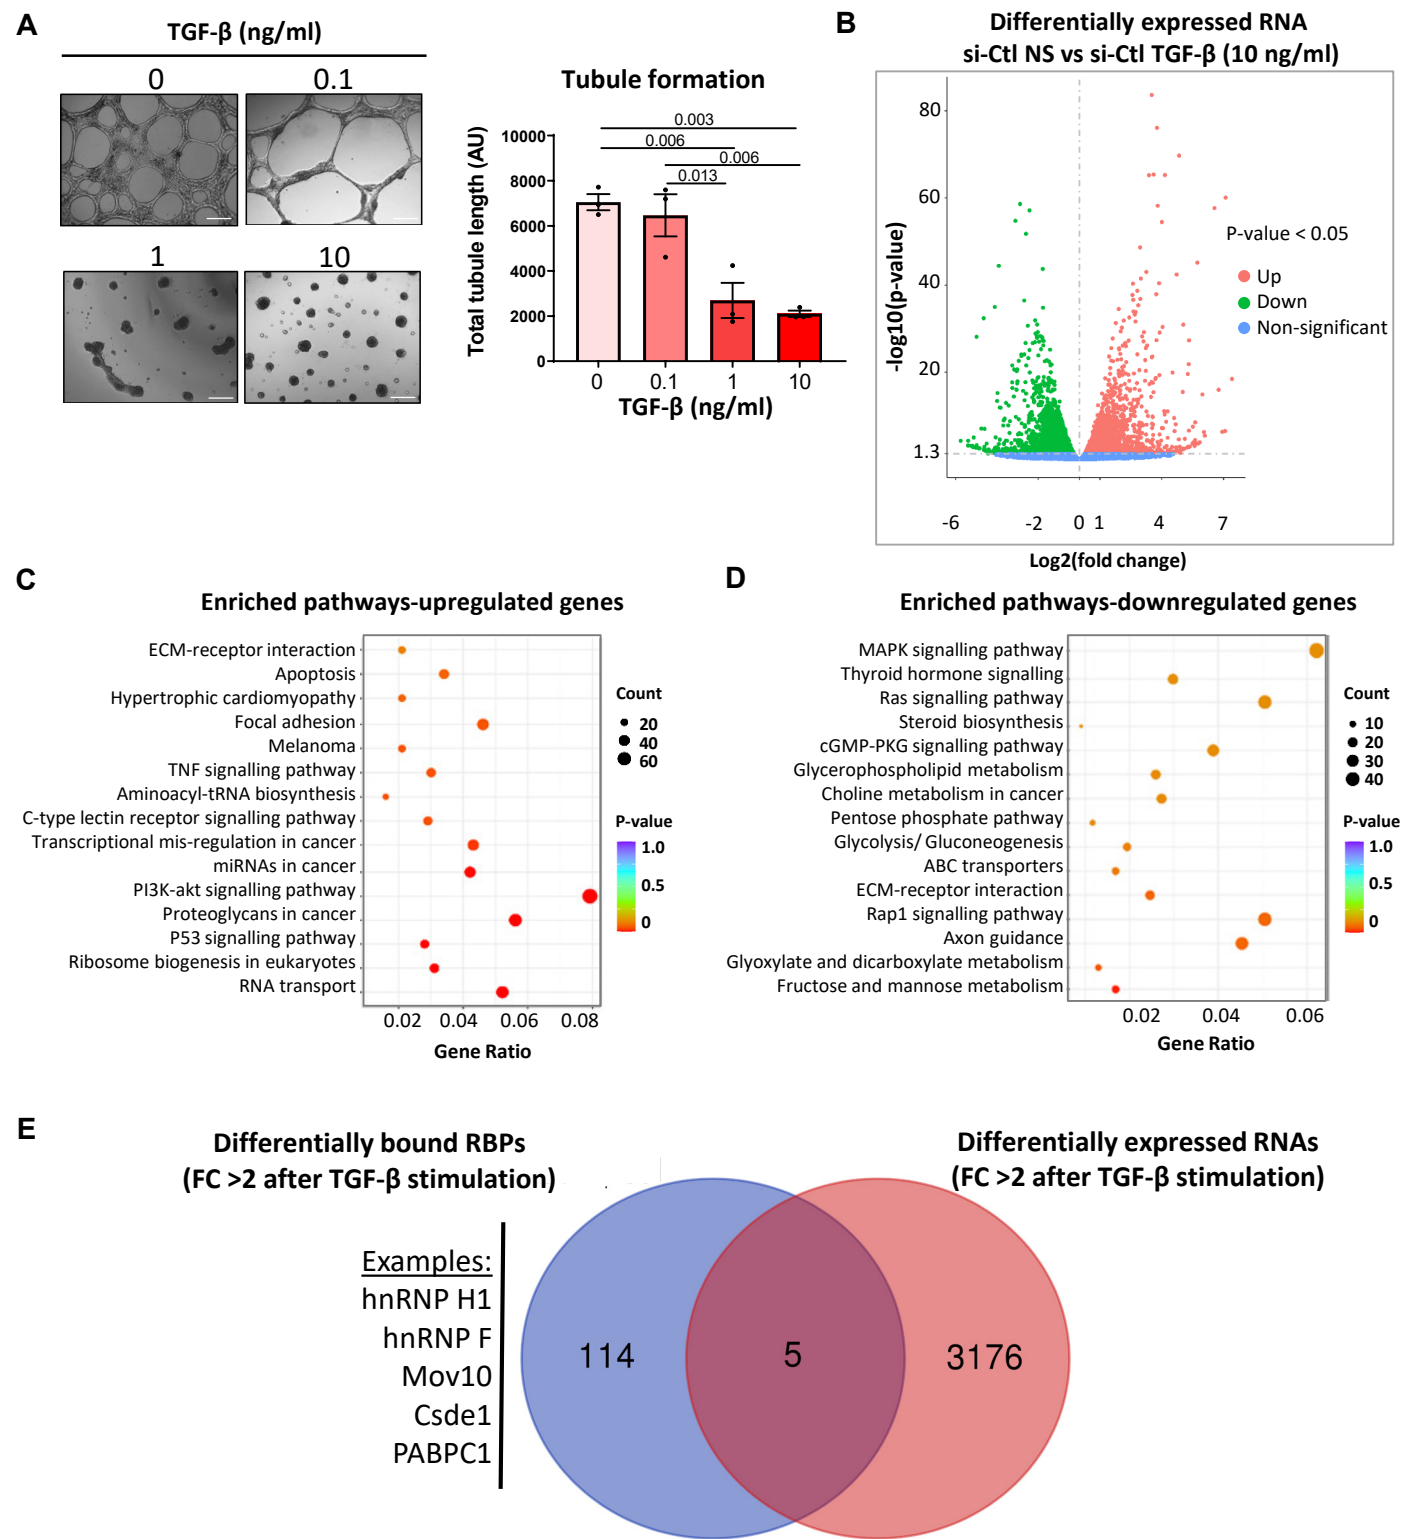 A
TGF-β (ng/ml)
0
0.1
1
10
Tubule formation
Total tubule length (AU)
10000
8000
6000
4000
2000
0
0.003
0.006
0.006
0.013
0
0.1
1
10
TGF-β (ng/ml)
B
Differentially expressed RNA
si-Ctl NS vs si-Ctl TGF-β (10 ng/ml)
-log10(p-value)
80
60
40
20
1.3
P-value < 0.05
Up
Down
Non-significant
-6
-2
0
1
4
7
Log2(fold change)
C
Enriched pathways-upregulated genes
ECM-receptor interaction
Apoptosis
Hypertrophic cardiomyopathy
Focal adhesion
Melanoma
TNF signalling pathway
Aminoacyl-tRNA biosynthesis
C-type lectin receptor signalling pathway
Transcriptional mis-regulation in cancer
miRNAs in cancer
PI3K-akt signalling pathway
Proteoglycans in cancer
P53 signalling pathway
Ribosome biogenesis in eukaryotes
RNA transport
0.02
0.04
0.06
0.08
Gene Ratio
Count
20
40
60
P-value
1.0
0.5
0
D
Enriched pathways-downregulated genes
MAPK signalling pathway
Thyroid hormone signalling
Ras signalling pathway
Steroid biosynthesis
cGMP-PKG signalling pathway
Glycerophospholipid metabolism
Choline metabolism in cancer
Pentose phosphate pathway
Glycolysis/ Gluconeogenesis
ABC transporters
ECM-receptor interaction
Rap1 signalling pathway
Axon guidance
Glyoxylate and dicarboxylate metabolism
Fructose and mannose metabolism
0.02
0.04
0.06
Gene Ratio
Count
10
20
30
40
P-value
1.0
0.5
0
E
Differentially bound RBPs
(FC >2 after TGF-β stimulation)
Differentially expressed RNAs
(FC >2 after TGF-β stimulation)
Examples:
hnRNP H1
hnRNP F
Mov10
Csde1
PABPC1
114
5
3176